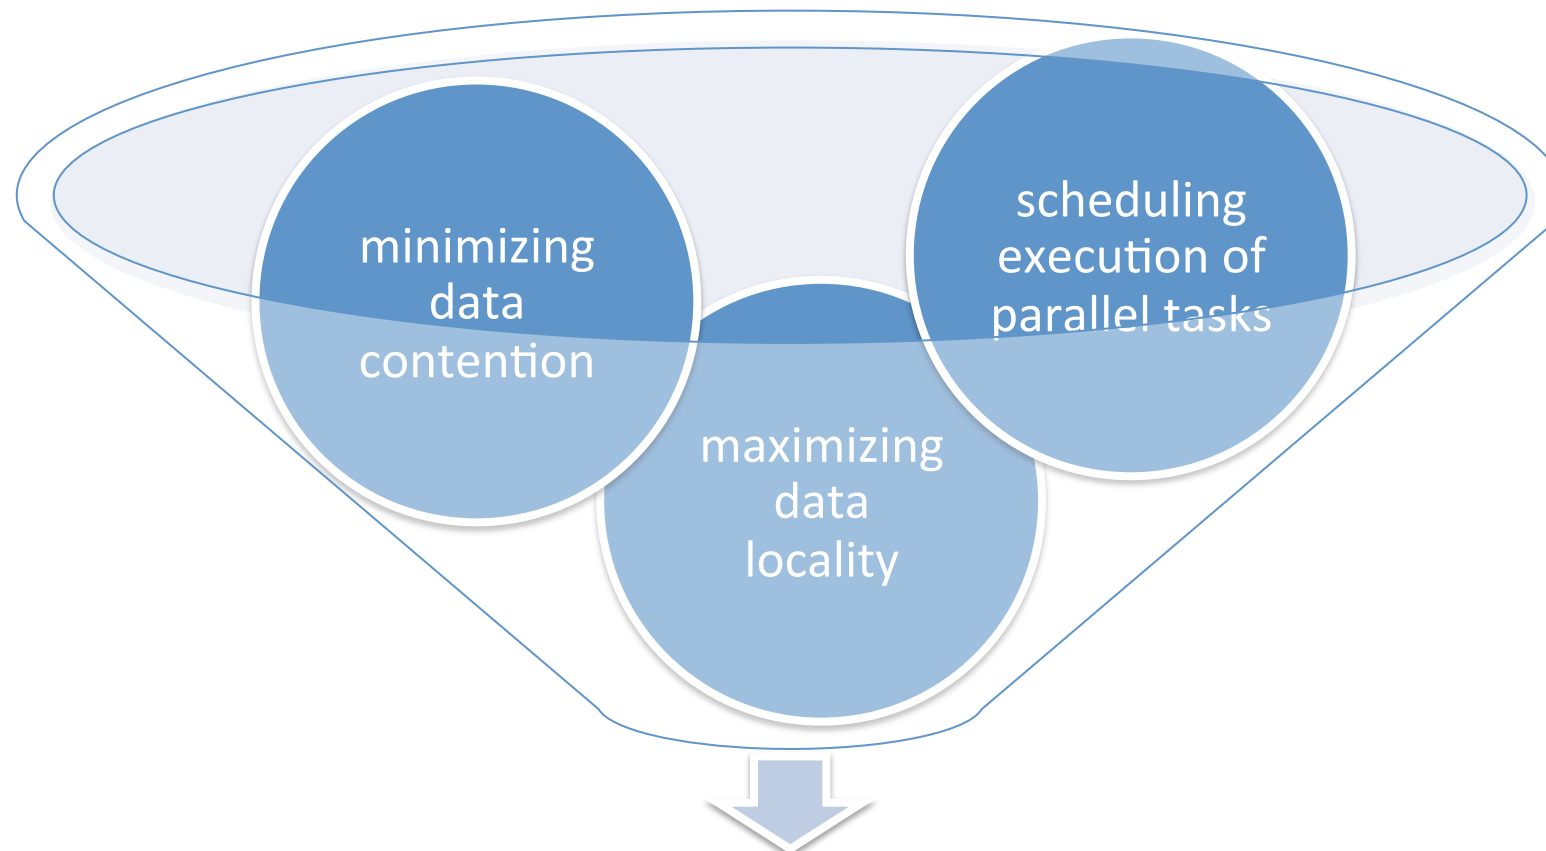 minimizing
data
contention
maximizing
data
locality
scheduling
execution of
parallel tasks